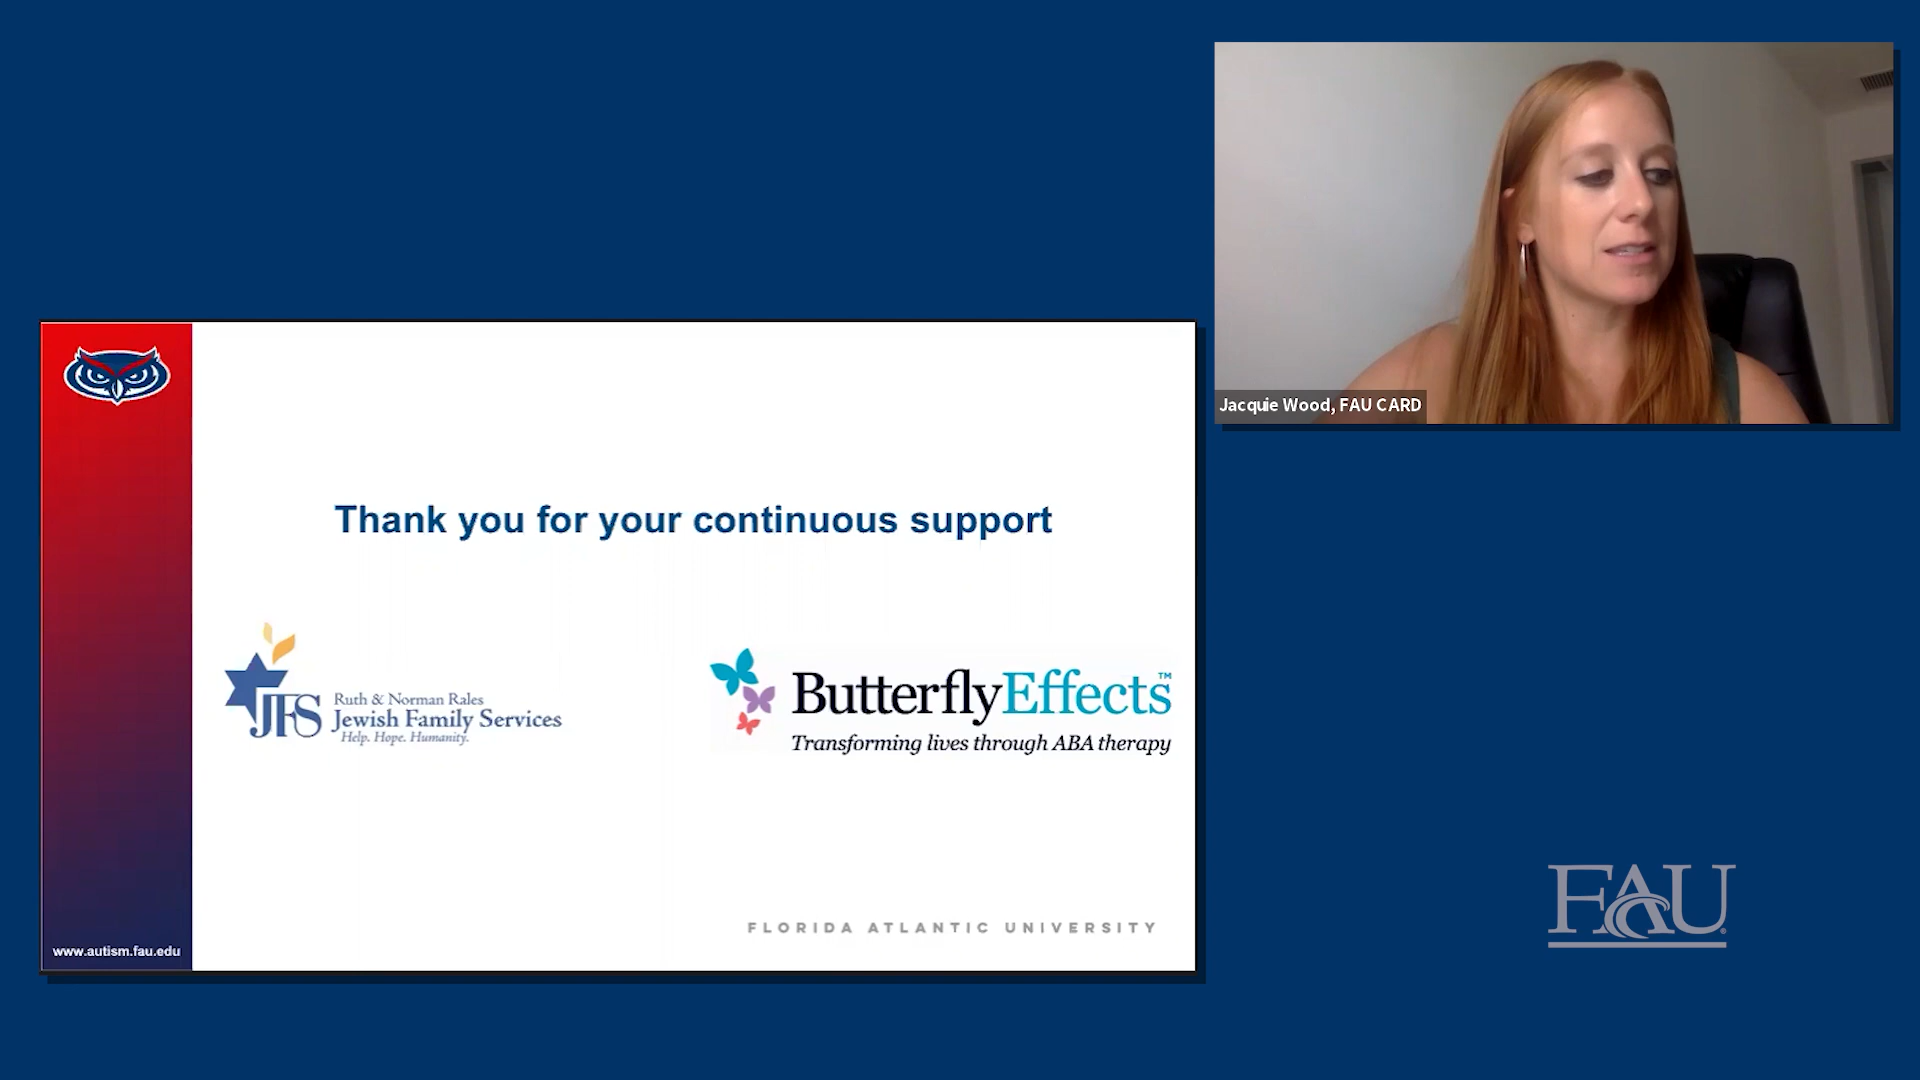 Jacquie Wood, FAU CARD
Thank you for your continuous support
JFS
Ruth & Norman Rales
Jewish Family Services
Help. Hope. Humanity.
ButterflyEffects™
Transforming lives through ABA therapy
FLORIDA ATLANTIC UNIVERSITY
www.autism.fau.edu
FAU